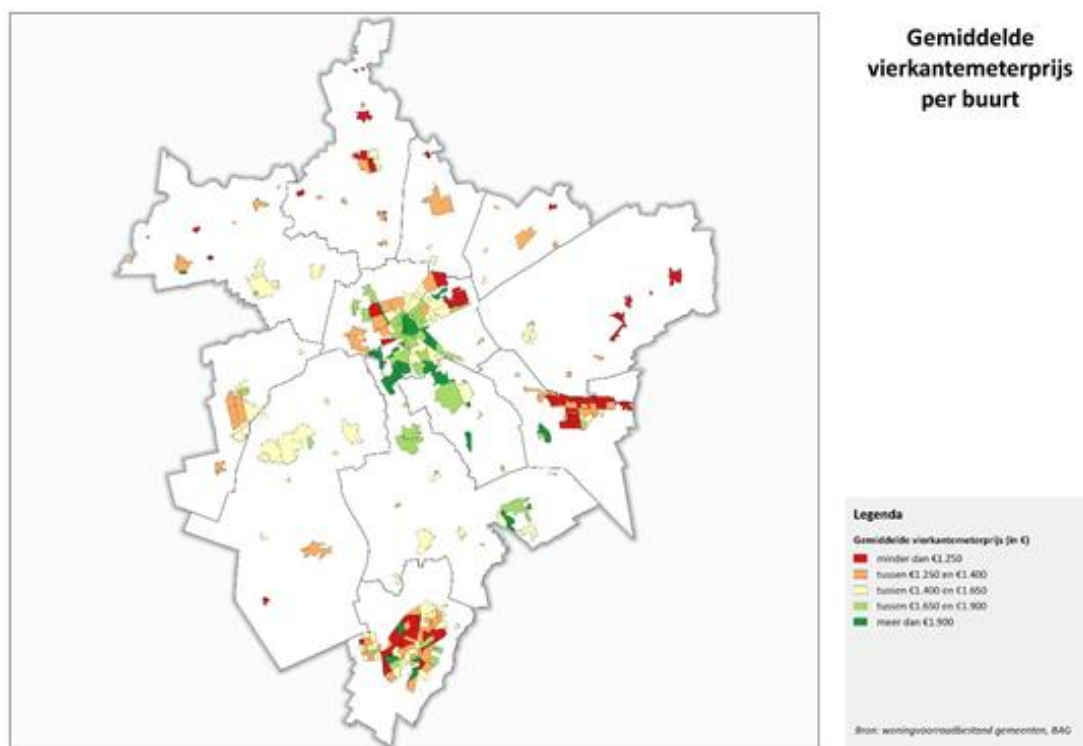 Gemiddelde
vierkantemeterprijs
per buurt
Legenda
Gemiddelde vierkantemeterprijs (in €)
minder dan €1.250
tussen €1.250 en €1.400
tussen €1.400 en €1.650
tussen €1.650 en €1.900
meer dan €1.900
Bron: woningvoorraadbestand gemeenten, BAG